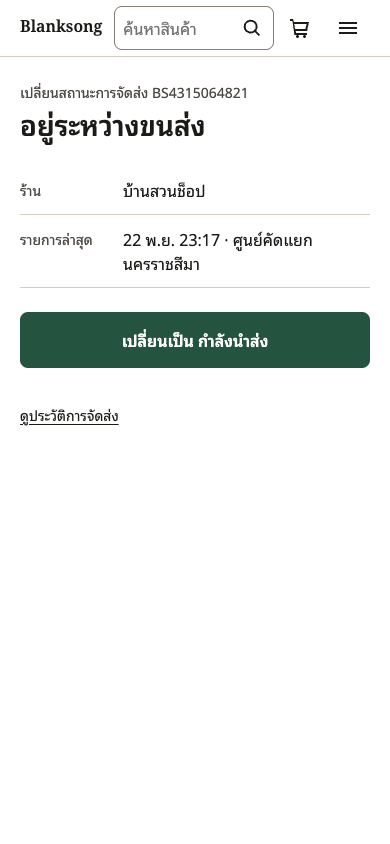 Blanksong
ค้นหาสินค้า
เปลี่ยนสถานะการจัดส่ง BS4315064821
อยู่ระหว่างขนส่ง
ร้าน
บ้านสวนช็อป
รายการล่าสุด
22 พ.ย. 23:17 · ศูนย์คัดแยก
นครราชสีมา
เปลี่ยนเป็น กำลังนำส่ง
ดูประวัติการจัดส่ง